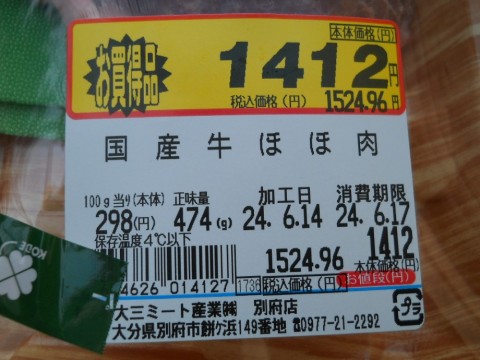 お買得品
本体価格(円)
1412円
税込価格(円) 1524.96円
国産牛ほほ肉
100g当り(本体) 正味量 加工日 消費期限
298(円) 474(g) 24. 6.14 24. 6.17
保存温度4℃以下
1412
1524.96 本体価格(円)
4626 014127 1738 税込価格(円) お値段(円)
大三ミート産業㈱ 別府店
大分県別府市餅ヶ浜149番地 ☎0977-21-2292
プラ